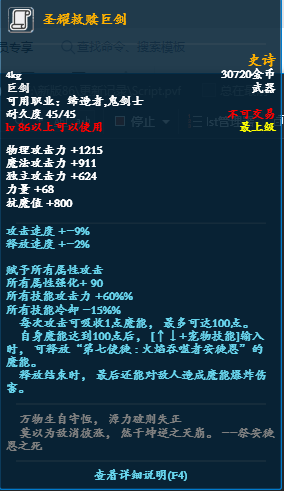 圣耀救赎巨剑
史诗
4kg 30720金币
巨剑 武器
可用职业：缔造者,鬼剑士
耐久度 45/45 不可交易
lv 86以上可以使用 最上级
物理攻击力 +1215
魔法攻击力 +911
独立攻击力 +624
力量 +68
抗魔值 +800
攻击速度 +-9%
释放速度 +-2%
赋予所有属性攻击
所有属性强化+ 90
所有技能攻击力 +60%%
所有技能冷却 -15%%
每次攻击可吸收1点魔能， 最多可达100点。
自身魔能达到100点后， [↑↓+宠物技能]输入
时， 可释放“第七使徒：火焰吞噬者安徒恩”的
魔能。
释放结束时， 最后还能对敌人造成魔能爆炸伤
害。
万物生自守恒， 源力破则失正
莫以为敌消彼涨， 然干坤逆之天崩。 ——祭安徒
恩之死
查看详细说明(F4)